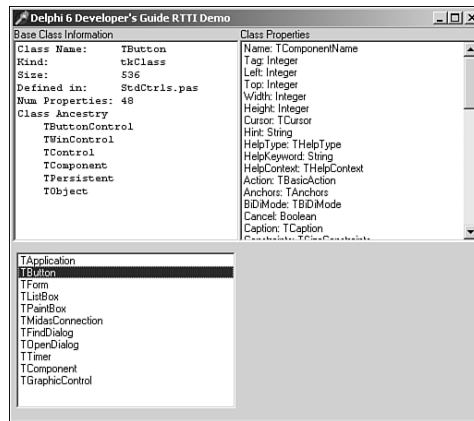 Delphi 6 Developer's Guide RTTI Demo
Base Class Information
Class Name: TButton
Kind: tkClass
Size: 536
Defined in: StdCtrls.pas
Num Properties: 48
Class Ancestry
TButtonControl
TWinControl
TControl
TComponent
TPersistent
TObject
Class Properties
Name: TComponentName
Tag: Integer
Left: Integer
Top: Integer
Width: Integer
Height: Integer
Cursor: TCursor
Hint: String
HelpType: THelpType
HelpKeyword: String
HelpContext: THelpContext
Action: TBasicAction
Anchors: TAnchors
BiDiMode: TBiDiMode
Cancel: Boolean
Caption: TCaption
Constraints: TSizeConstraints
TApplication
TButton
TForm
TListBox
TPaintBox
TMidasConnection
TFindDialog
TOpenDialog
TTimer
TComponent
TGraphicControl